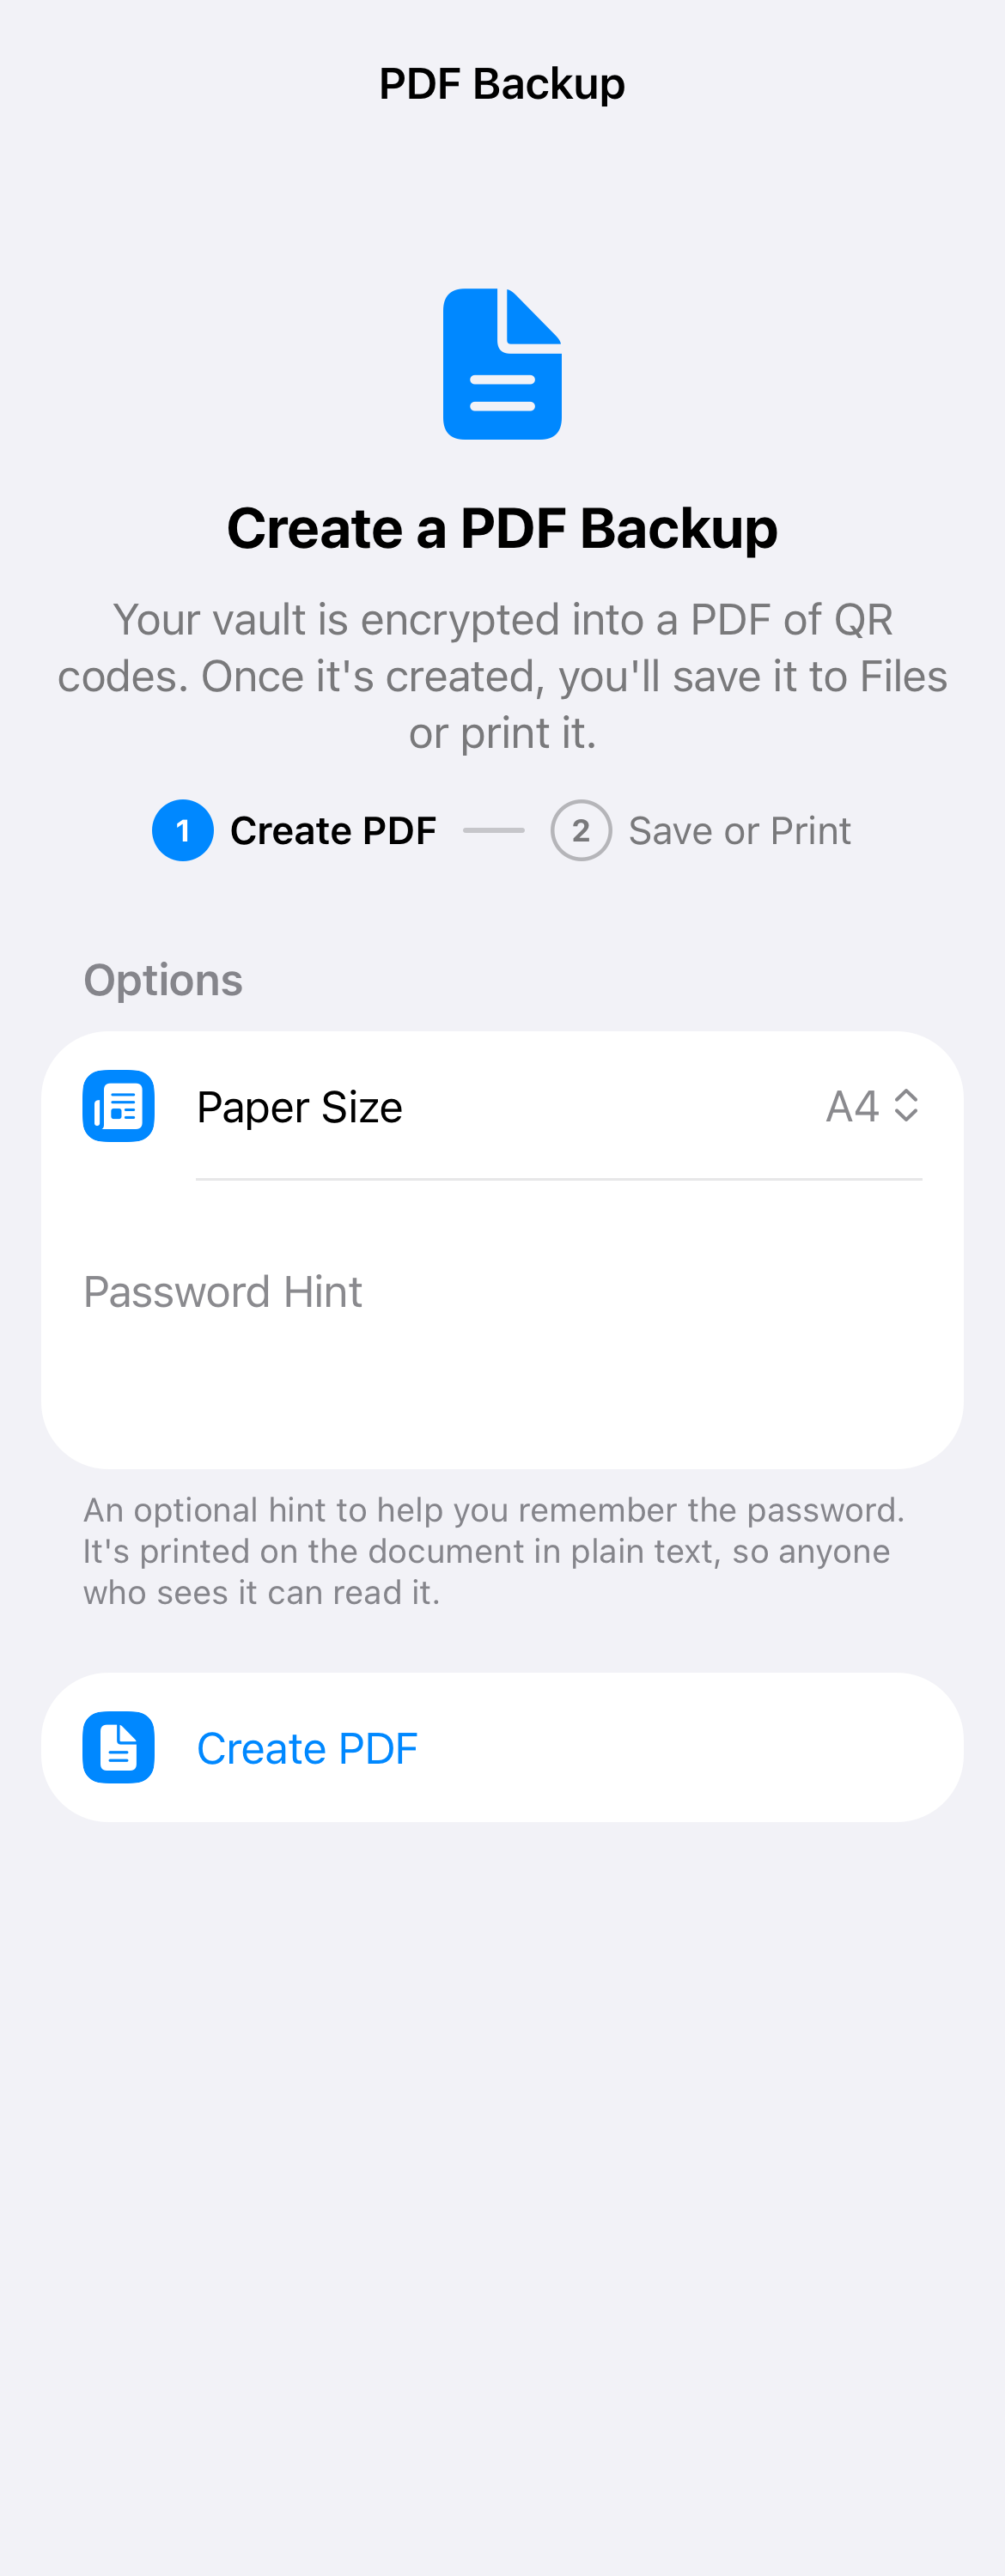 PDF Backup
Create a PDF Backup
Your vault is encrypted into a PDF of QR
codes. Once it's created, you'll save it to Files
or print it.
1 Create PDF 2 Save or Print
Options
Paper Size A4
Password Hint
An optional hint to help you remember the password.
It's printed on the document in plain text, so anyone
who sees it can read it.
Create PDF